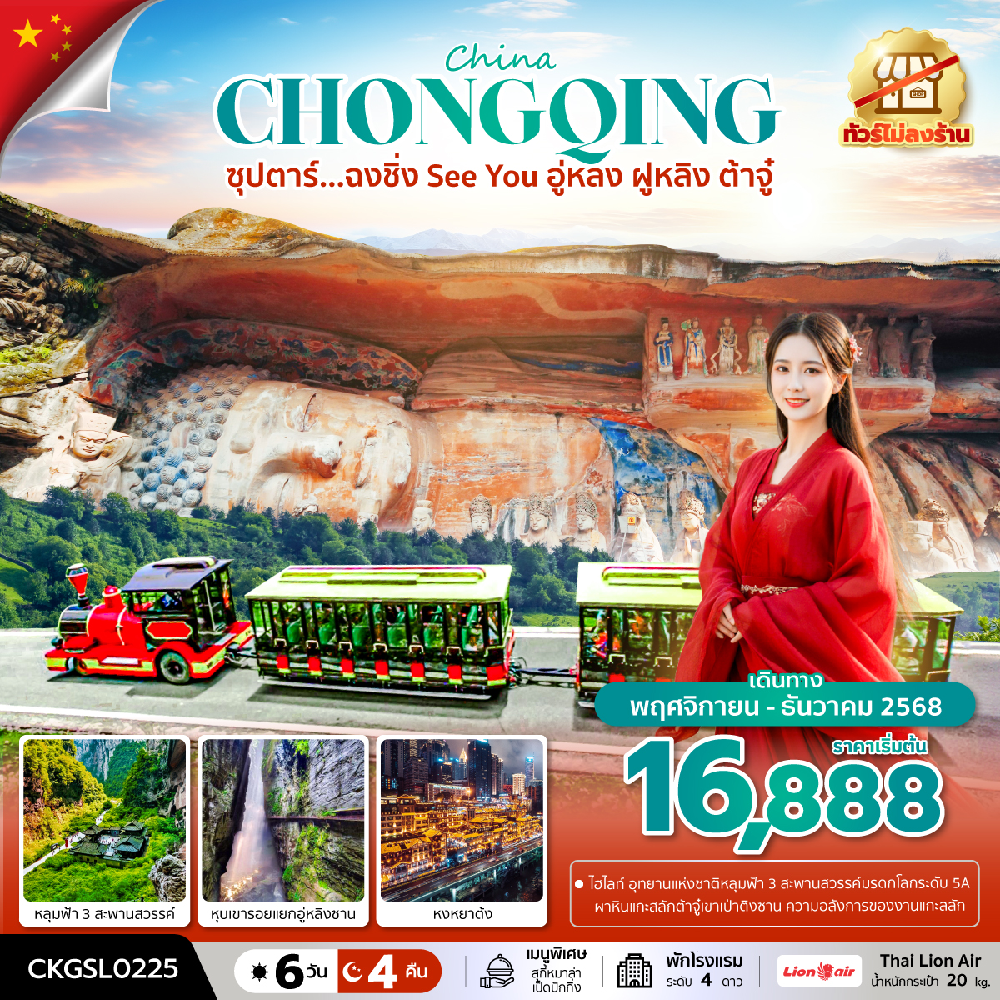 China
CHONGQING
ซุปตาร์...ฉงชิ่ง See You อู่หลง ฝูหลิง ต้าจู๋
SHOP
ทัวร์ไม่ลงร้าน
เดินทาง
พฤศจิกายน - ธันวาคม 2568
ราคาเริ่มต้น
16,888
• ไฮไลท์ อุทยานแห่งชาติหลุมฟ้า 3 สะพานสวรรค์มรดกโลกระดับ 5A
ผาหินแกะสลักต้าจู๋เขาเป่าติงซาน ความอลังการของงานแกะสลัก
หลุมฟ้า 3 สะพานสวรรค์
หุบเขารอยแยกอู่หลิงซาน
หงหยาต้ง
CKGSL0225
6 วัน 4 คืน
เมนูพิเศษ
สุกี้หมาล่า
เป็ดปักกิ่ง
พักโรงแรม
ระดับ 4 ดาว
Lion air
Thai Lion Air
น้ำหนักกระเป๋า 20 kg.